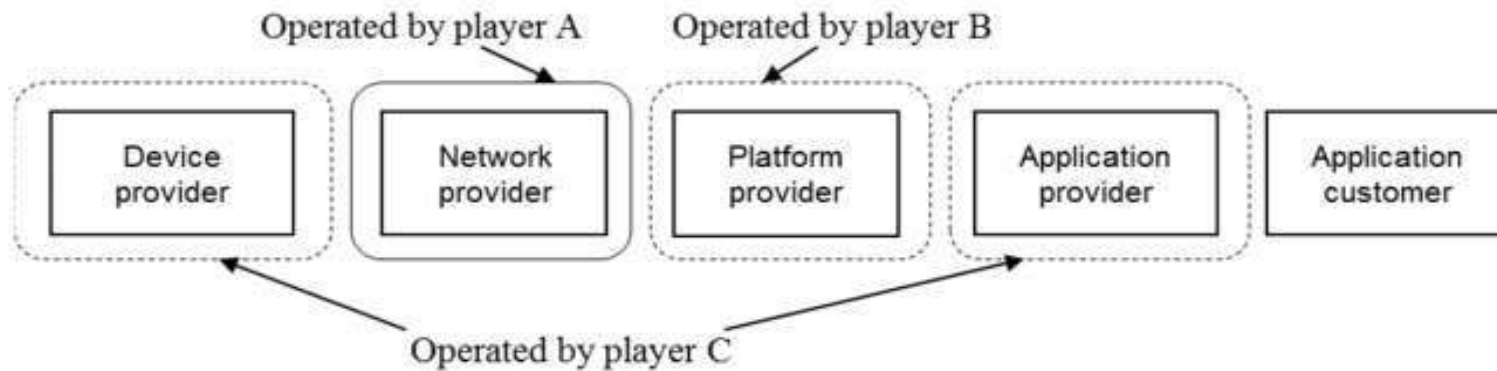 Operated by player A
Operated by player B
Device
provider
Network
provider
Platform
provider
Application
provider
Application
customer
Operated by player C